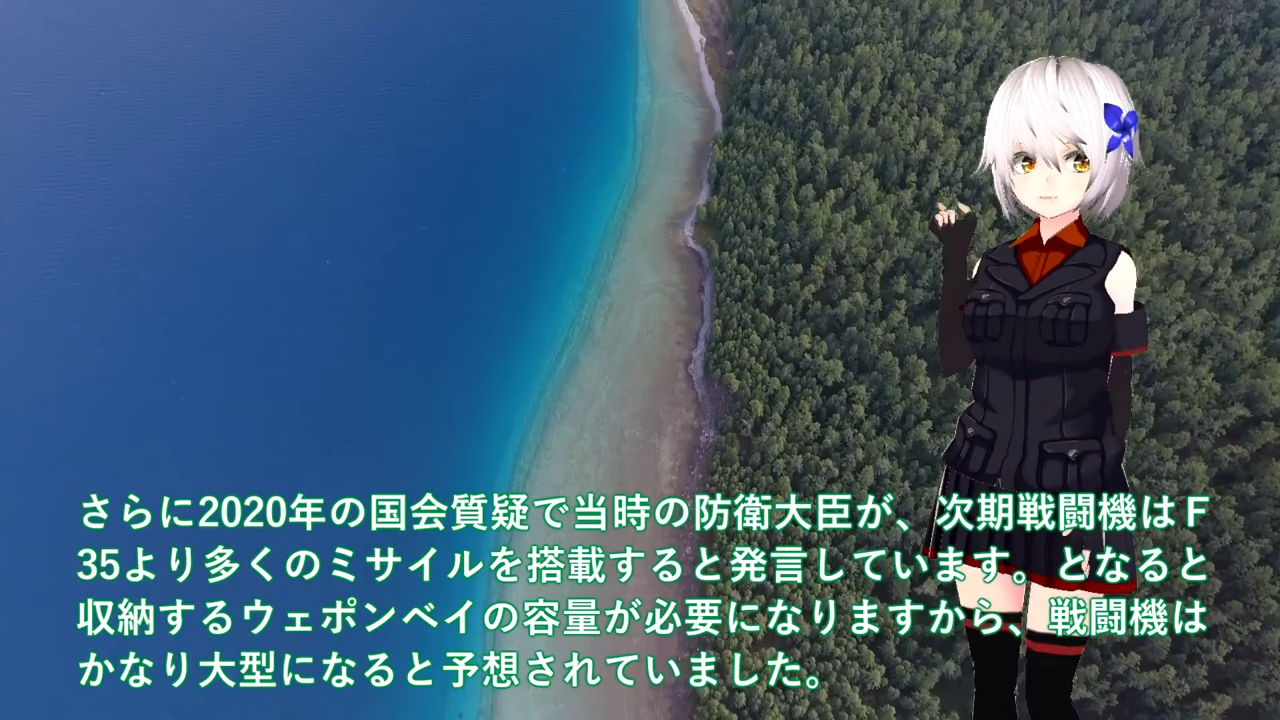 さらに2020年の国会質疑で当時の防衛大臣が、次期戦闘機はＦ
35より多くのミサイルを搭載すると発言しています。となると
収納するウェポンベイの容量が必要になりますから、戦闘機は
かなり大型になると予想されていました。